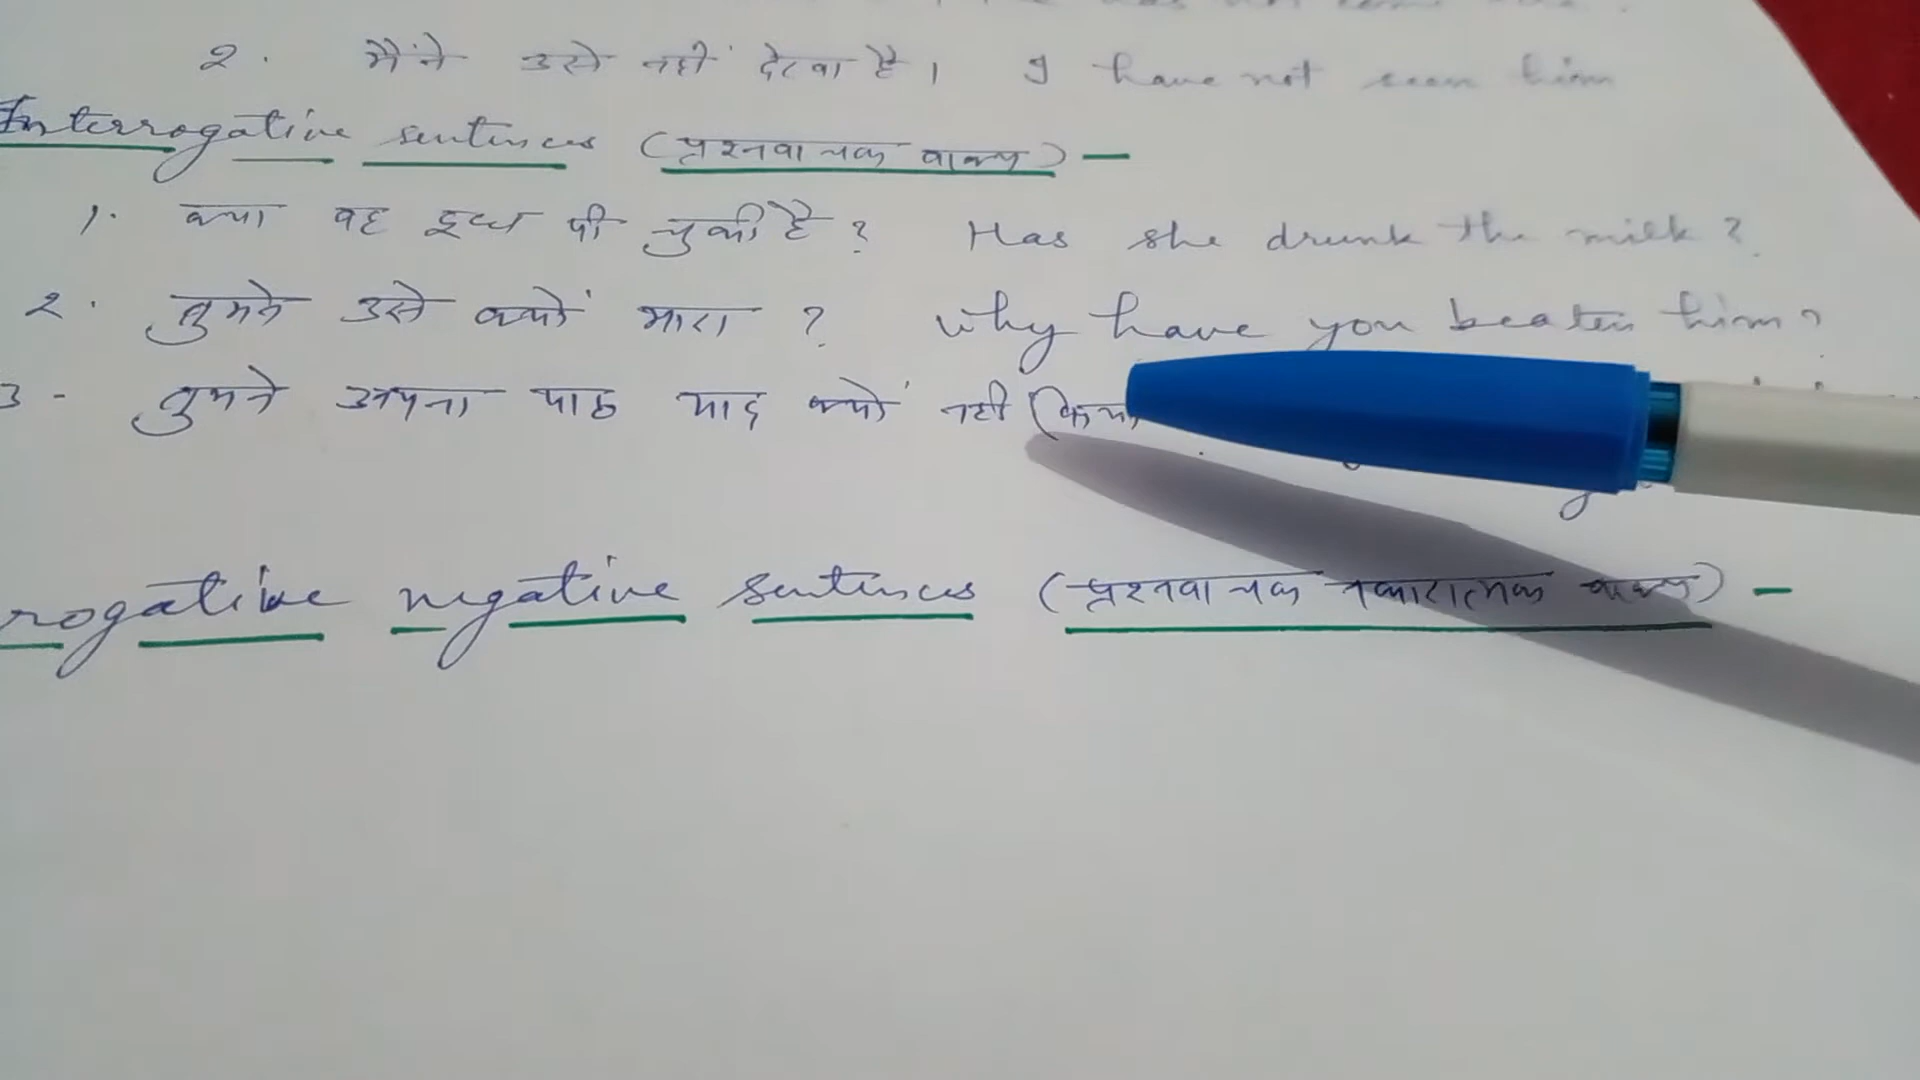 2. मैंने उसे नहीं देखा है। I have not seen him
Interrogative sentences (प्रश्नवाचक वाक्य) —
1. क्या वह दूध पी चुकी है? Has she drunk the milk?
2. तुमने उसे क्यों मारा? Why have you beaten him?
3 - तुमने अपना पाठ याद क्यों नहीं किया
rogative negative sentences (प्रश्नवाचक नकारात्मक वाक्य) —